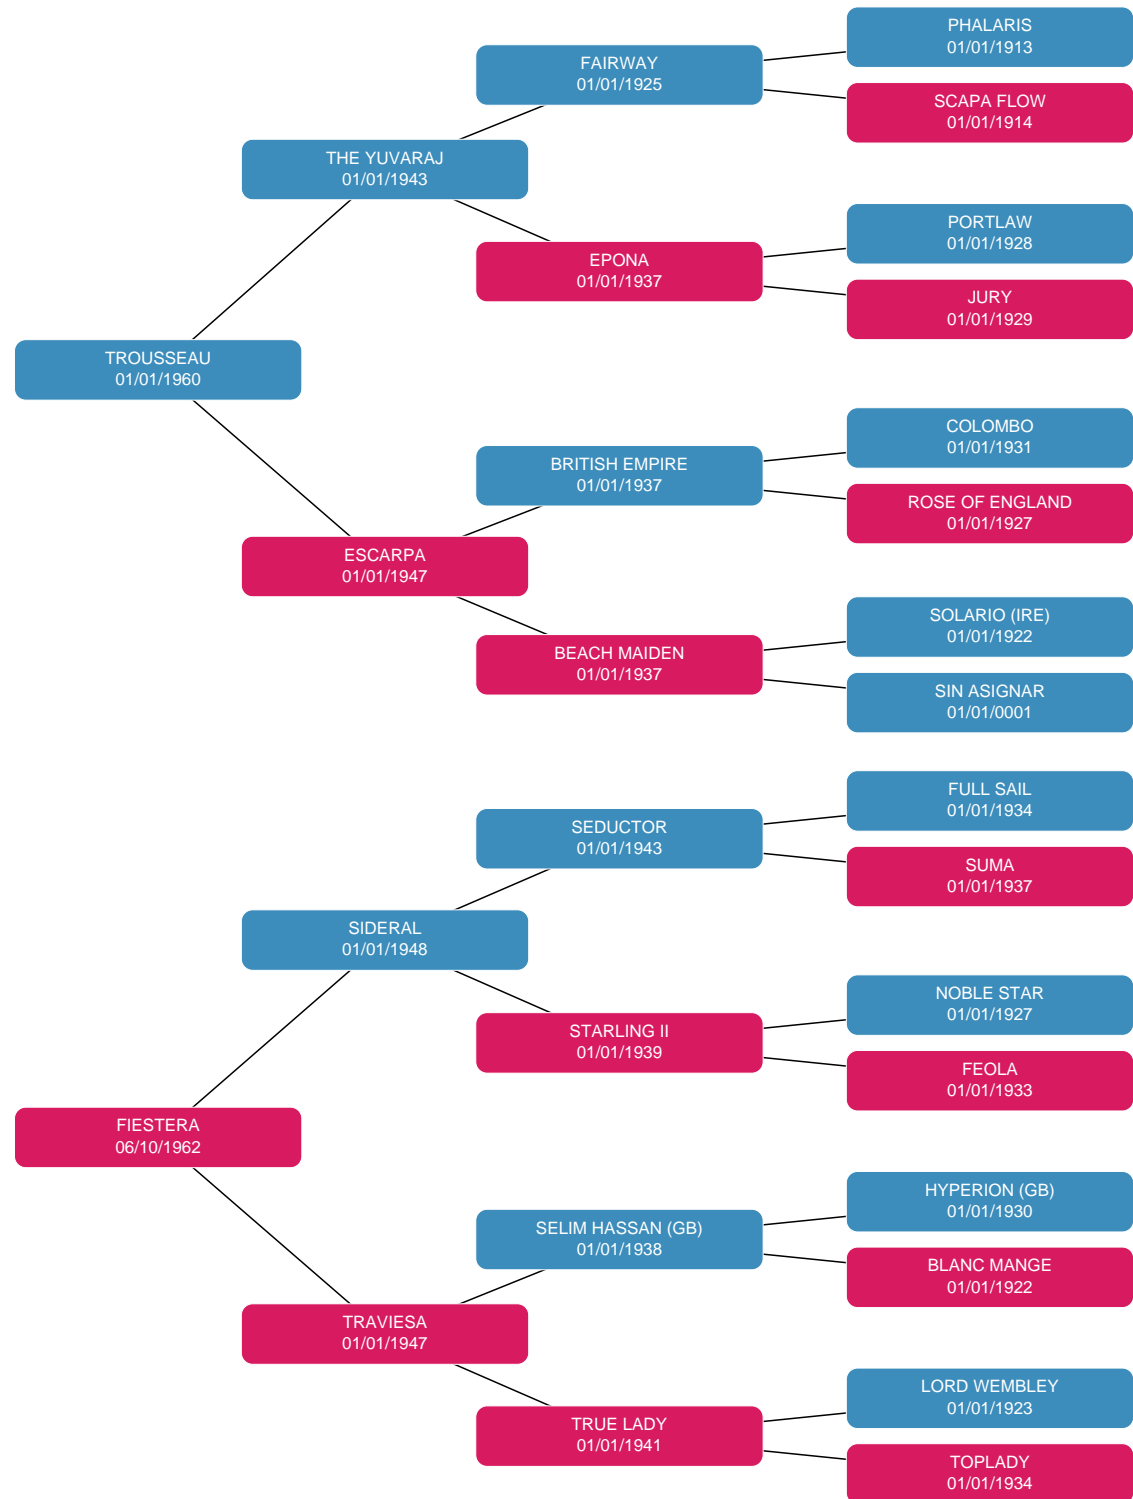 PHALARIS
01/01/1913
FAIRWAY
01/01/1925
SCAPA FLOW
01/01/1914
THE YUVARAJ
01/01/1943
PORTLAW
01/01/1928
EPONA
01/01/1937
JURY
01/01/1929
TROUSSEAU
01/01/1960
COLOMBO
01/01/1931
BRITISH EMPIRE
01/01/1937
ROSE OF ENGLAND
01/01/1927
ESCARPA
01/01/1947
SOLARIO (IRE)
01/01/1922
BEACH MAIDEN
01/01/1937
SIN ASIGNAR
01/01/0001
FULL SAIL
01/01/1934
SEDUCTOR
01/01/1943
SUMA
01/01/1937
SIDERAL
01/01/1948
NOBLE STAR
01/01/1927
STARLING II
01/01/1939
FEOLA
01/01/1933
FIESTERA
06/10/1962
HYPERION (GB)
01/01/1930
SELIM HASSAN (GB)
01/01/1938
BLANC MANGE
01/01/1922
TRAVIESA
01/01/1947
LORD WEMBLEY
01/01/1923
TRUE LADY
01/01/1941
TOPLADY
01/01/1934